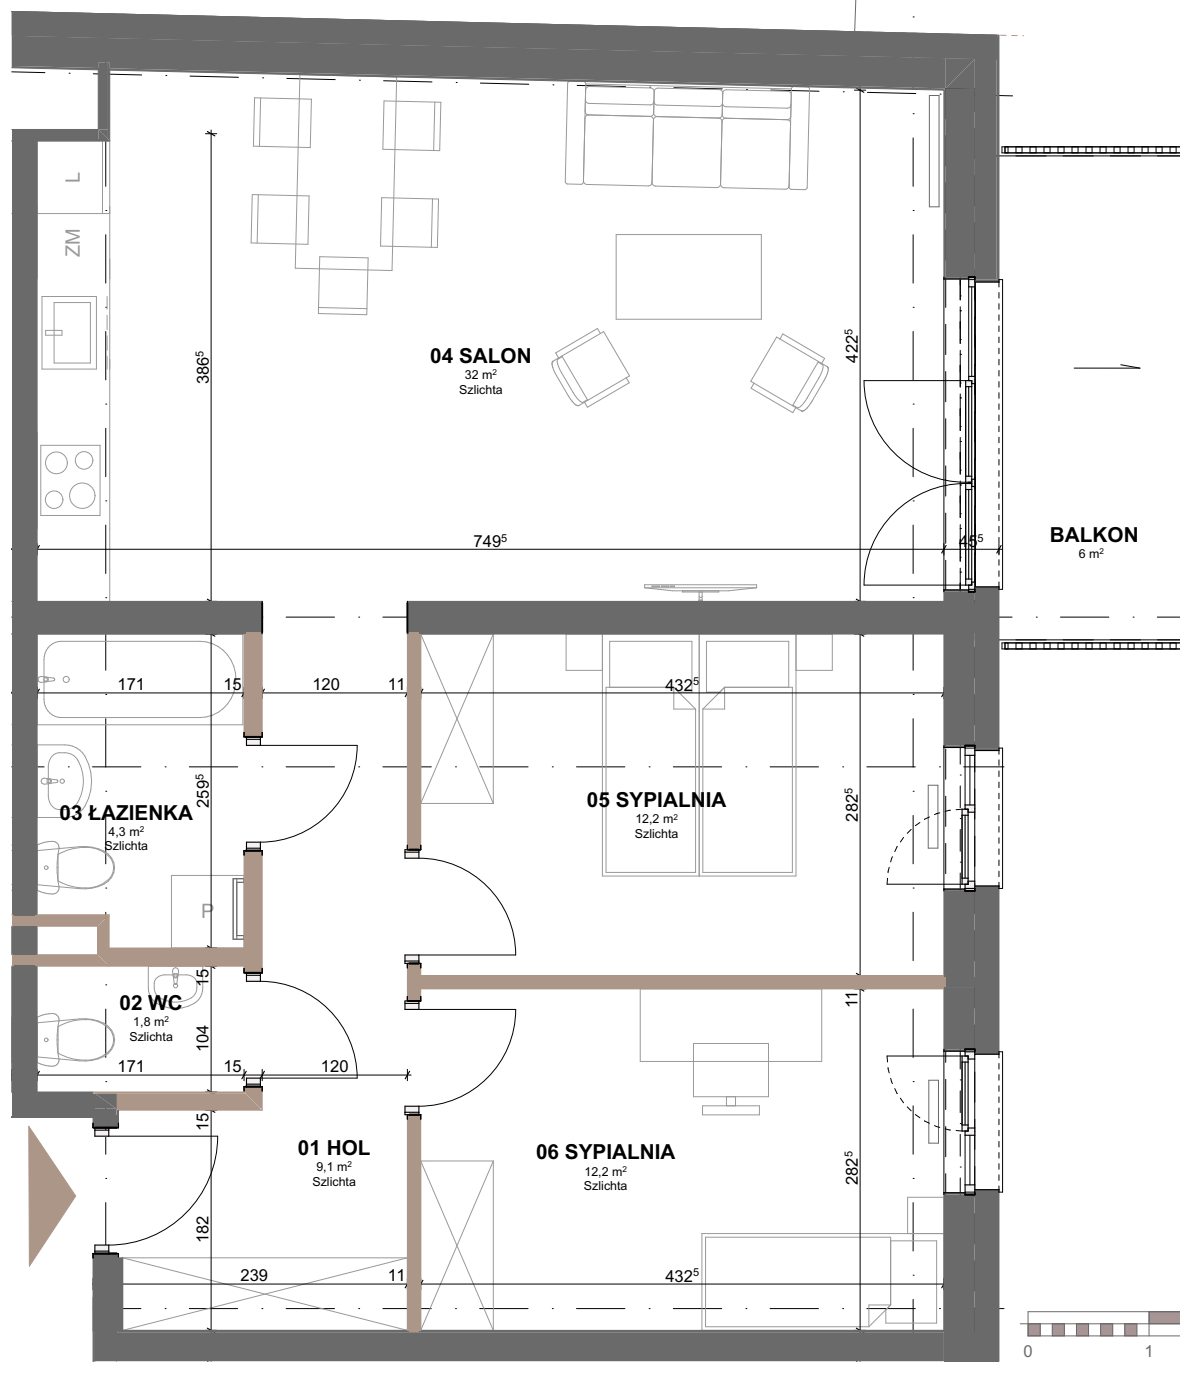 L
ZM
386⁵
04 SALON
32 m²
Szlichta
422⁵
749⁵
45⁵
BALKON
6 m²
171
15
120
11
432⁵
259⁵
03 ŁAZIENKA
4,3 m²
Szlichta
05 SYPIALNIA
12,2 m²
Szlichta
282⁵
P
15
02 WC
1,8 m²
Szlichta
104
11
171
15
120
15
01 HOL
9,1 m²
Szlichta
06 SYPIALNIA
12,2 m²
Szlichta
282⁵
182
239
11
432⁵
0
1